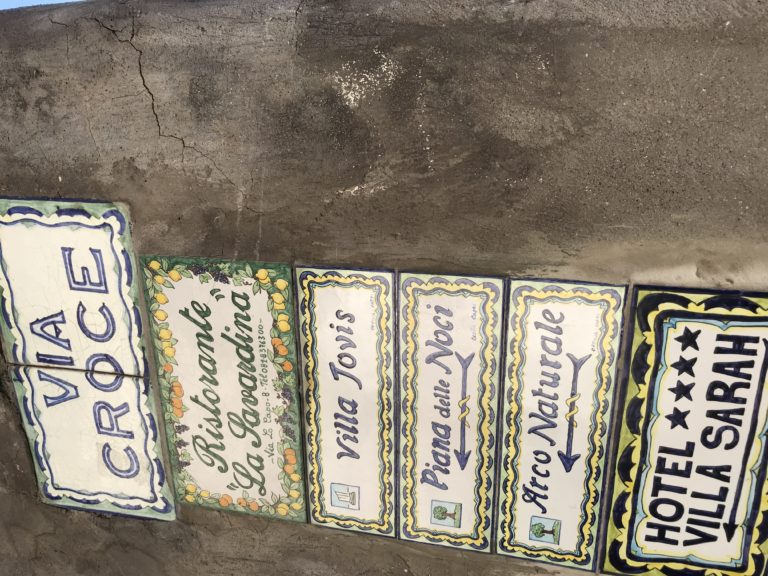 VIA
CROCE
Ristorante
"La Savardina"
Villa Jovis
Piana delle Noci
Arco Naturale
HOTEL ★★★★
VILLA SARAH